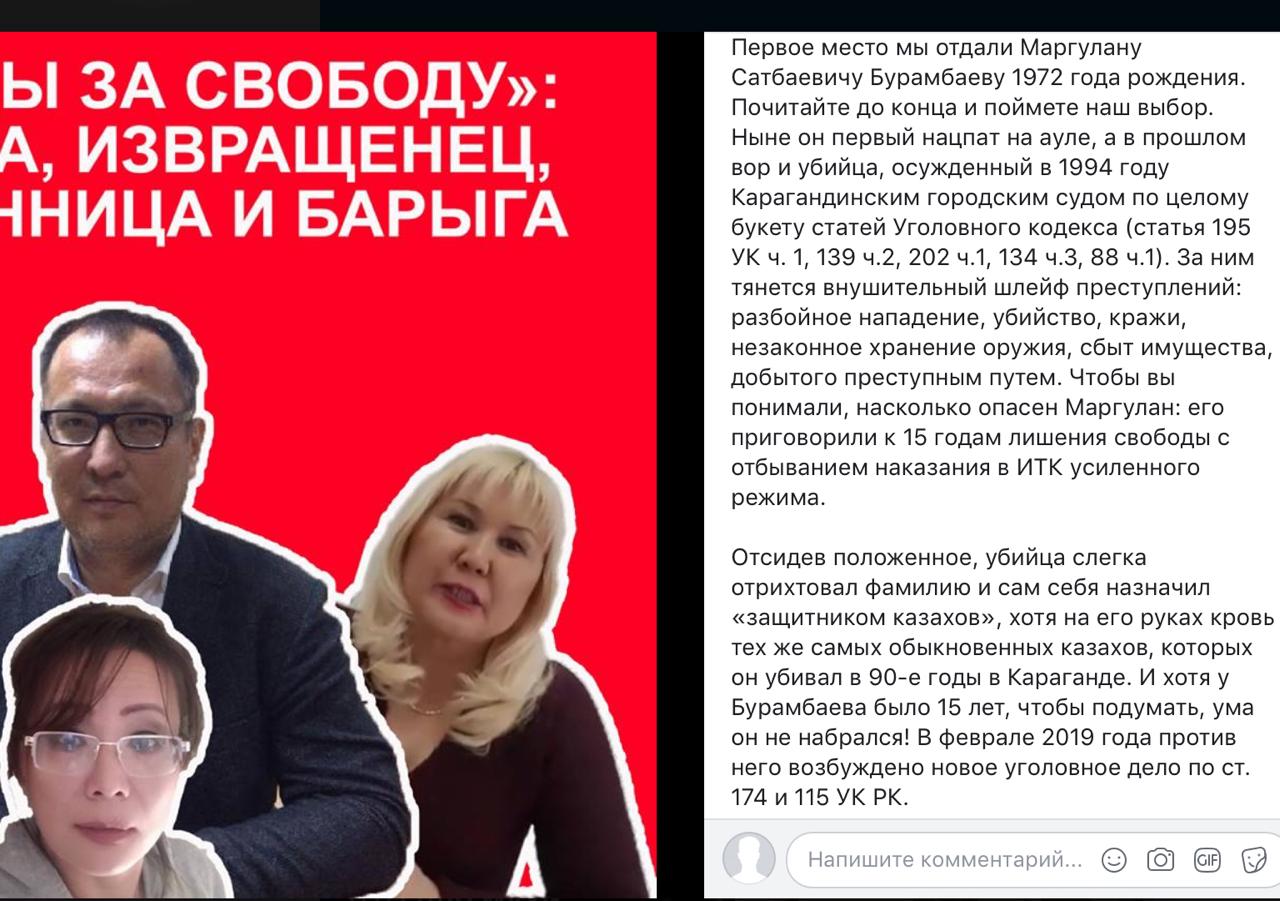 Ы ЗА СВОБОДУ»:
А, ИЗВРАЩЕНЕЦ,
ННИЦА И БАРЫГА
Первое место мы отдали Маргулану
Сатбаевичу Бурамбаеву 1972 года рождения.
Почитайте до конца и поймете наш выбор.
Ныне он первый нацпат на ауле, а в прошлом
вор и убийца, осужденный в 1994 году
Карагандинским городским судом по целому
букету статей Уголовного кодекса (статья 195
УК ч. 1, 139 ч.2, 202 ч.1, 134 ч.3, 88 ч.1). За ним
тянется внушительный шлейф преступлений:
разбойное нападение, убийство, кражи,
незаконное хранение оружия, сбыт имущества,
добытого преступным путем. Чтобы вы
понимали, насколько опасен Маргулан: его
приговорили к 15 годам лишения свободы с
отбыванием наказания в ИТК усиленного
режима.
Отсидев положенное, убийца слегка
отрихтовал фамилию и сам себя назначил
«защитником казахов», хотя на его руках кровь
тех же самых обыкновенных казахов, которых
он убивал в 90-е годы в Караганде. И хотя у
Бурамбаева было 15 лет, чтобы подумать, ума
он не набрался! В феврале 2019 года против
него возбуждено новое уголовное дело по ст.
174 и 115 УК РК.
Напишите комментарий...
GIF